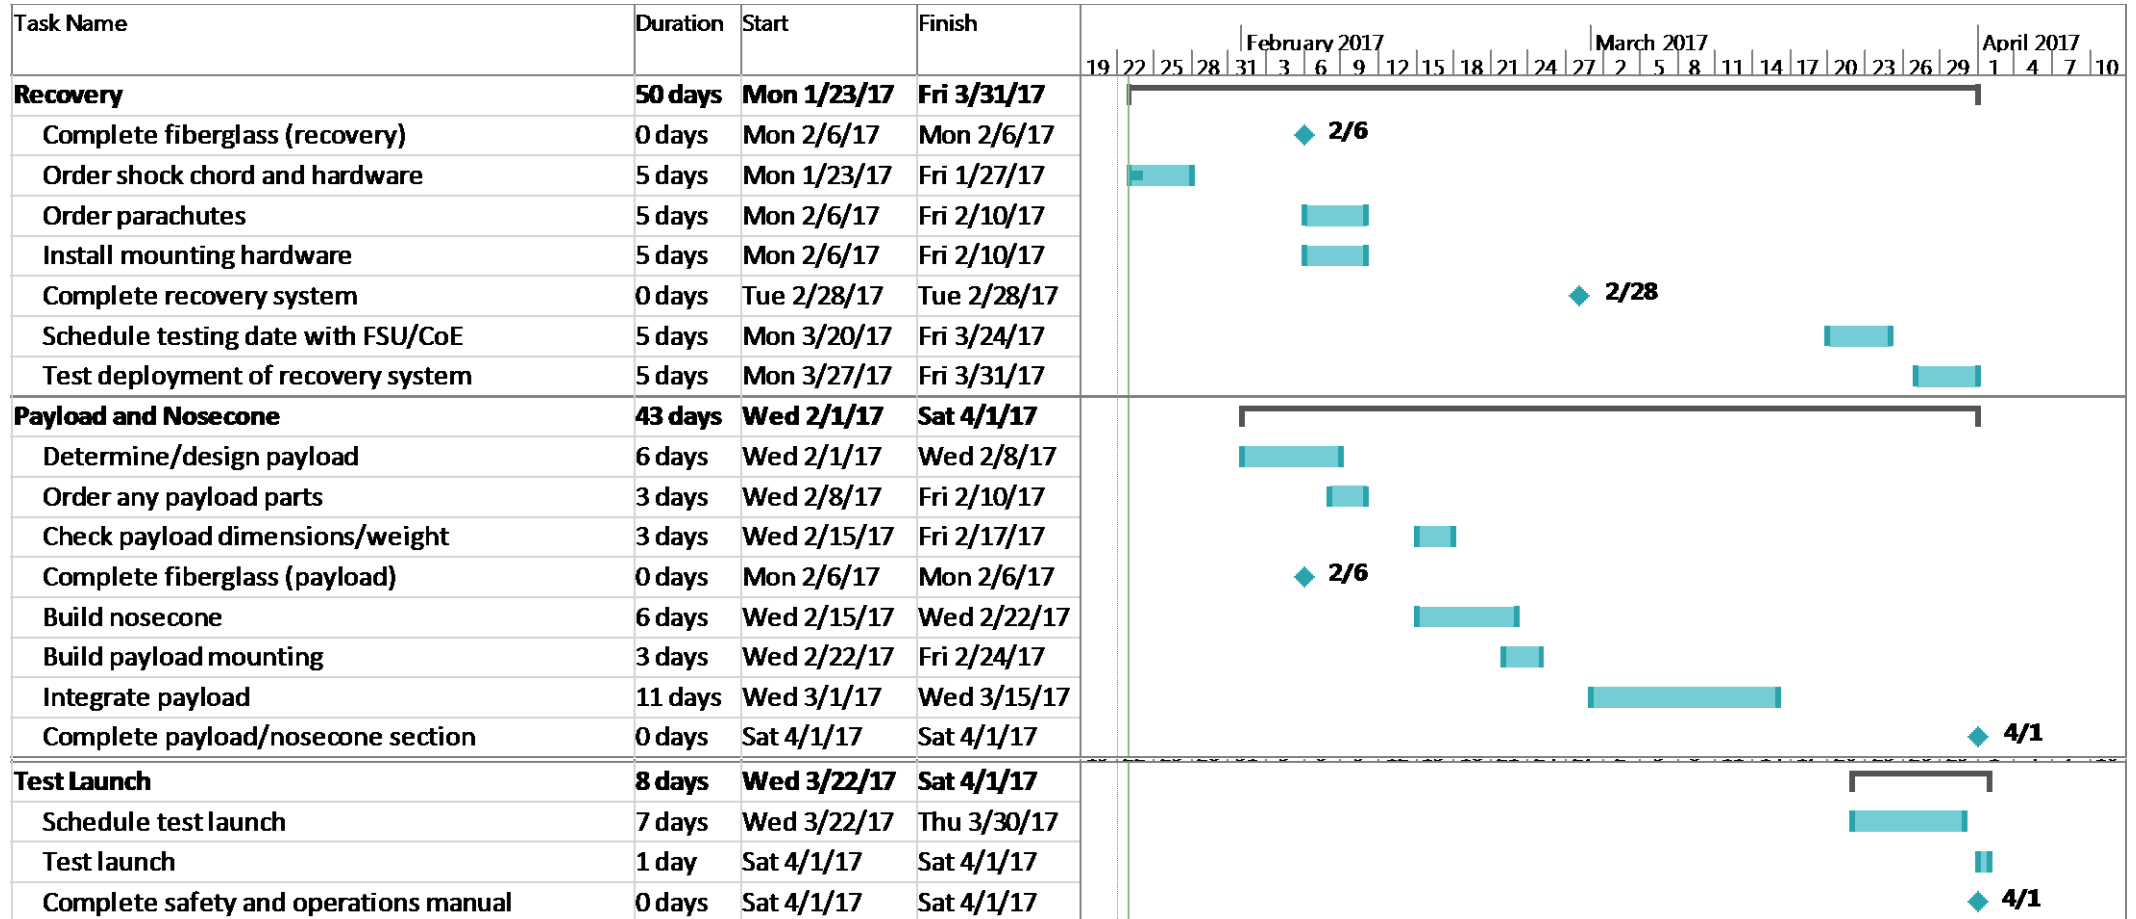 Task Name Duration Start Finish
February 2017 March 2017 April 2017
19 22 25 28 31 3 6 9 12 15 18 21 24 27 2 5 8 11 14 17 20 23 26 29 1 4 7 10
Recovery 50 days Mon 1/23/17 Fri 3/31/17
Complete fiberglass (recovery) 0 days Mon 2/6/17 Mon 2/6/17 2/6
Order shock chord and hardware 5 days Mon 1/23/17 Fri 1/27/17
Order parachutes 5 days Mon 2/6/17 Fri 2/10/17
Install mounting hardware 5 days Mon 2/6/17 Fri 2/10/17
Complete recovery system 0 days Tue 2/28/17 Tue 2/28/17 2/28
Schedule testing date with FSU/CoE 5 days Mon 3/20/17 Fri 3/24/17
Test deployment of recovery system 5 days Mon 3/27/17 Fri 3/31/17
Payload and Nosecone 43 days Wed 2/1/17 Sat 4/1/17
Determine/design payload 6 days Wed 2/1/17 Wed 2/8/17
Order any payload parts 3 days Wed 2/8/17 Fri 2/10/17
Check payload dimensions/weight 3 days Wed 2/15/17 Fri 2/17/17
Complete fiberglass (payload) 0 days Mon 2/6/17 Mon 2/6/17 2/6
Build nosecone 6 days Wed 2/15/17 Wed 2/22/17
Build payload mounting 3 days Wed 2/22/17 Fri 2/24/17
Integrate payload 11 days Wed 3/1/17 Wed 3/15/17
Complete payload/nosecone section 0 days Sat 4/1/17 Sat 4/1/17 4/1
Test Launch 8 days Wed 3/22/17 Sat 4/1/17
Schedule test launch 7 days Wed 3/22/17 Thu 3/30/17
Test launch 1 day Sat 4/1/17 Sat 4/1/17
Complete safety and operations manual 0 days Sat 4/1/17 Sat 4/1/17 4/1